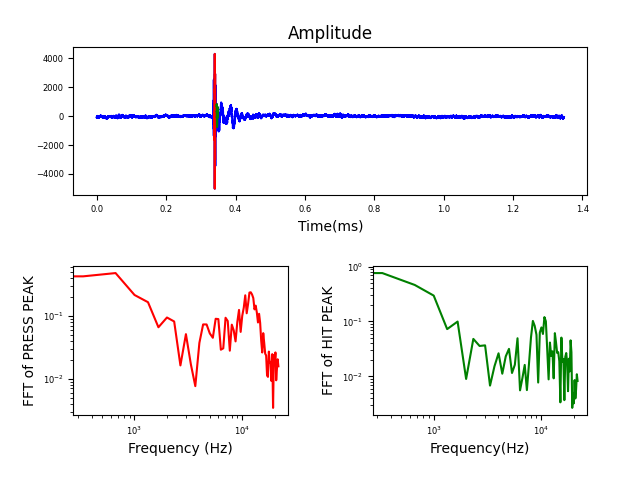 Amplitude
4000
2000
0
−2000
−4000
0.0 0.2 0.4 0.6 0.8 1.0 1.2 1.4
Time(ms)
FFT of PRESS PEAK
10⁻¹
10⁻²
10³ 10⁴
Frequency (Hz)
FFT of HIT PEAK
10⁰
10⁻¹
10⁻²
10³ 10⁴
Frequency(Hz)